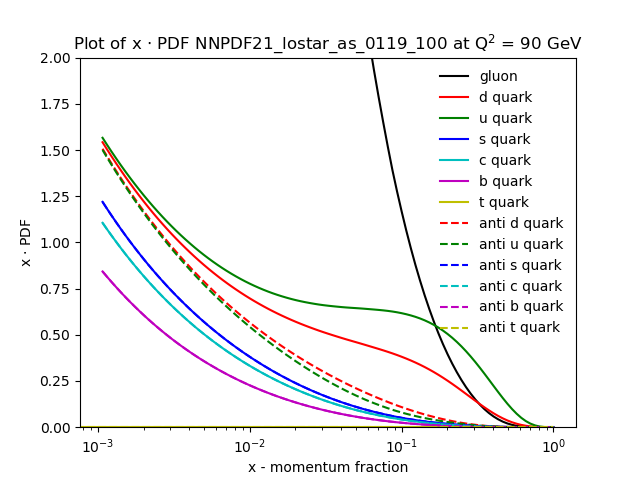 Plot of x · PDF NNPDF21_lostar_as_0119_100 at Q² = 90 GeV
2.00
1.75
1.50
1.25
1.00
0.75
0.50
0.25
0.00
x · PDF
gluon
d quark
u quark
s quark
c quark
b quark
t quark
anti d quark
anti u quark
anti s quark
anti c quark
anti b quark
anti t quark
10⁻³ 10⁻² 10⁻¹ 10⁰
x - momentum fraction